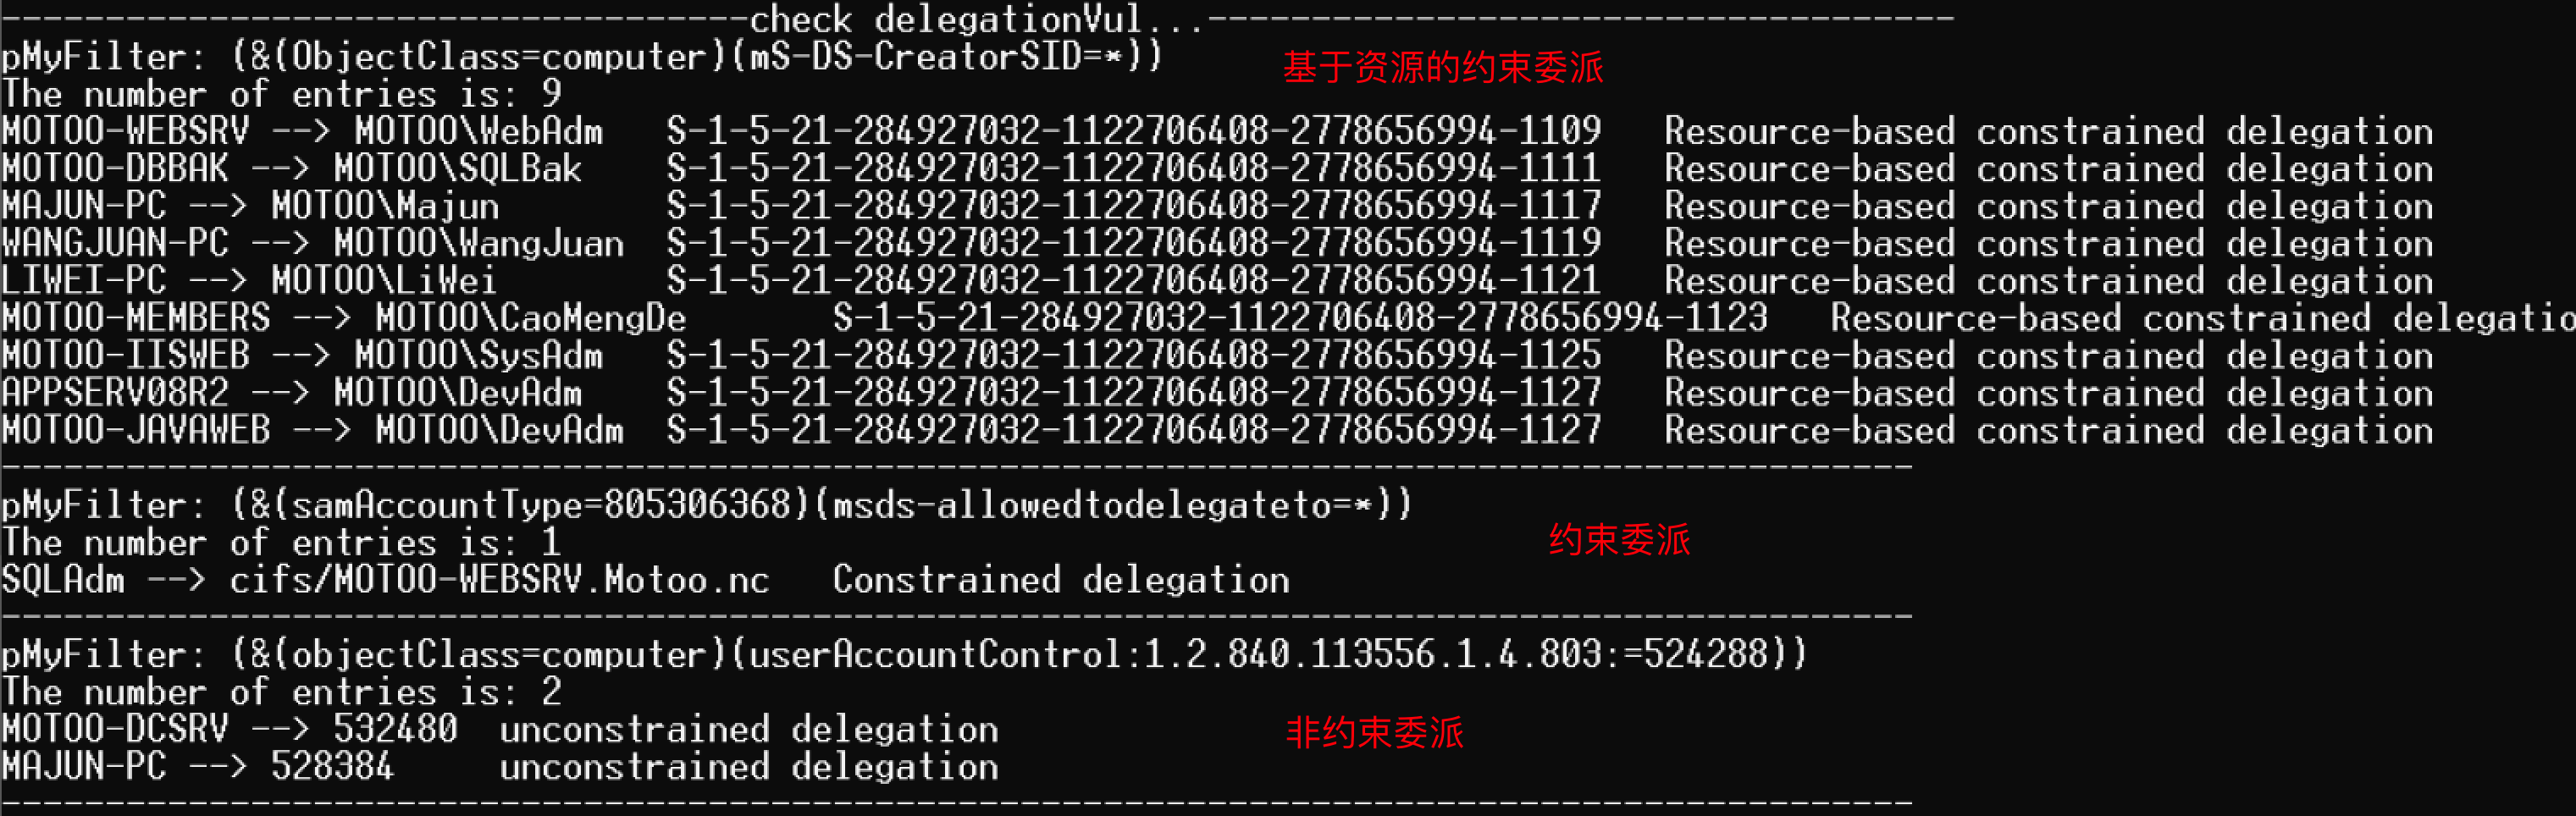 ------------------------------------check delegationVul...------------------------------------
pMyFilter: (&(ObjectClass=computer)(mS-DS-CreatorSID=*))
基于资源的约束委派
The number of entries is: 9
MOTOO-WEBSRV --> MOTOO\WebAdm   S-1-5-21-284927032-1122706408-2778656994-1109   Resource-based constrained delegation
MOTOO-DBBAK --> MOTOO\SQLBak    S-1-5-21-284927032-1122706408-2778656994-1111   Resource-based constrained delegation
MAJUN-PC --> MOTOO\Majun        S-1-5-21-284927032-1122706408-2778656994-1117   Resource-based constrained delegation
WANGJUAN-PC --> MOTOO\WangJuan  S-1-5-21-284927032-1122706408-2778656994-1119   Resource-based constrained delegation
LIWEI-PC --> MOTOO\LiWei        S-1-5-21-284927032-1122706408-2778656994-1121   Resource-based constrained delegation
MOTOO-MEMBERS --> MOTOO\CaoMengDe       S-1-5-21-284927032-1122706408-2778656994-1123   Resource-based constrained delegatio
MOTOO-IISWEB --> MOTOO\SysAdm   S-1-5-21-284927032-1122706408-2778656994-1125   Resource-based constrained delegation
APPSERV08R2 --> MOTOO\DevAdm    S-1-5-21-284927032-1122706408-2778656994-1127   Resource-based constrained delegation
MOTOO-JAVAWEB --> MOTOO\DevAdm  S-1-5-21-284927032-1122706408-2778656994-1127   Resource-based constrained delegation
--------------------------------------------------------------------------------------------
pMyFilter: (&(samAccountType=805306368)(msds-allowedtodelegateto=*))
The number of entries is: 1
约束委派
SQLAdm --> cifs/MOTOO-WEBSRV.Motoo.nc   Constrained delegation
--------------------------------------------------------------------------------------------
pMyFilter: (&(objectClass=computer)(userAccountControl:1.2.840.113556.1.4.803:=524288))
The number of entries is: 2
MOTOO-DCSRV --> 532480  unconstrained delegation
非约束委派
MAJUN-PC --> 528384     unconstrained delegation
--------------------------------------------------------------------------------------------